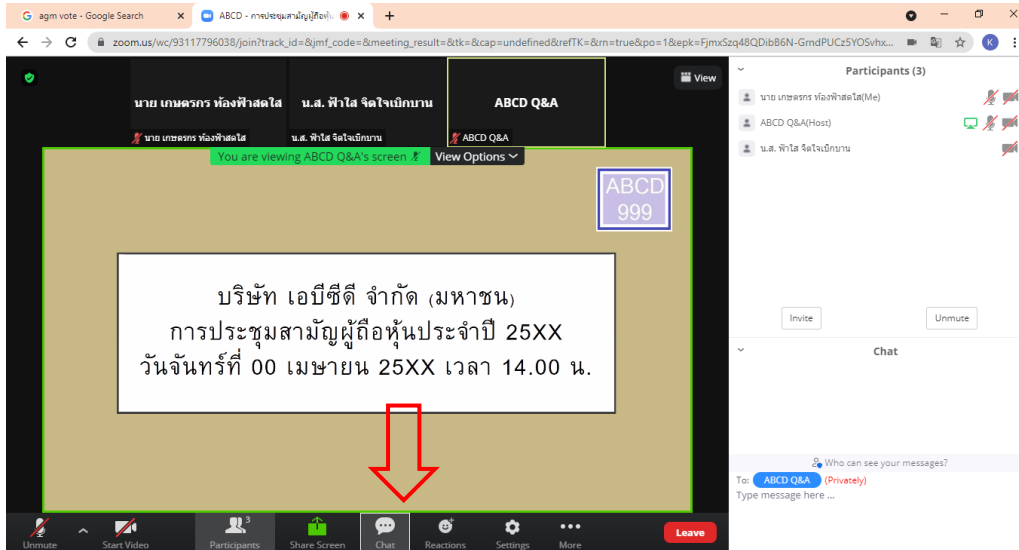 agm vote - Google Search
ABCD - การประชุมสามัญผู้ถือหุ้น
zoom.us/wc/93117796038/join?track_id=&jmf_code=&meeting_result=&tk=&cap=undefined&refTK=&rn=true&po=1&epk=FjmxSzq48QDibB6N-GrndPUCz5YOSvhx...
K
View
นาย เกษตรกร ท้องฟ้าสดใส
น.ส. ฟ้าใส จิตใจเบิกบาน
ABCD Q&A
นาย เกษตรกร ท้องฟ้าสดใส
น.ส. ฟ้าใส จิตใจเบิกบาน
ABCD Q&A
You are viewing ABCD Q&A's screen
View Options
ABCD
999
บริษัท เอบีซีดี จำกัด (มหาชน)
การประชุมสามัญผู้ถือหุ้นประจำปี 25XX
วันจันทร์ที่ 00 เมษายน 25XX เวลา 14.00 น.
Unmute
Start Video
3
Participants
Share Screen
Chat
Reactions
Settings
More
Leave
Participants (3)
นาย เกษตรกร ท้องฟ้าสดใส(Me)
ABCD Q&A(Host)
น.ส. ฟ้าใส จิตใจเบิกบาน
Invite
Unmute
Chat
Who can see your messages?
To: ABCD Q&A (Privately)
Type message here ...